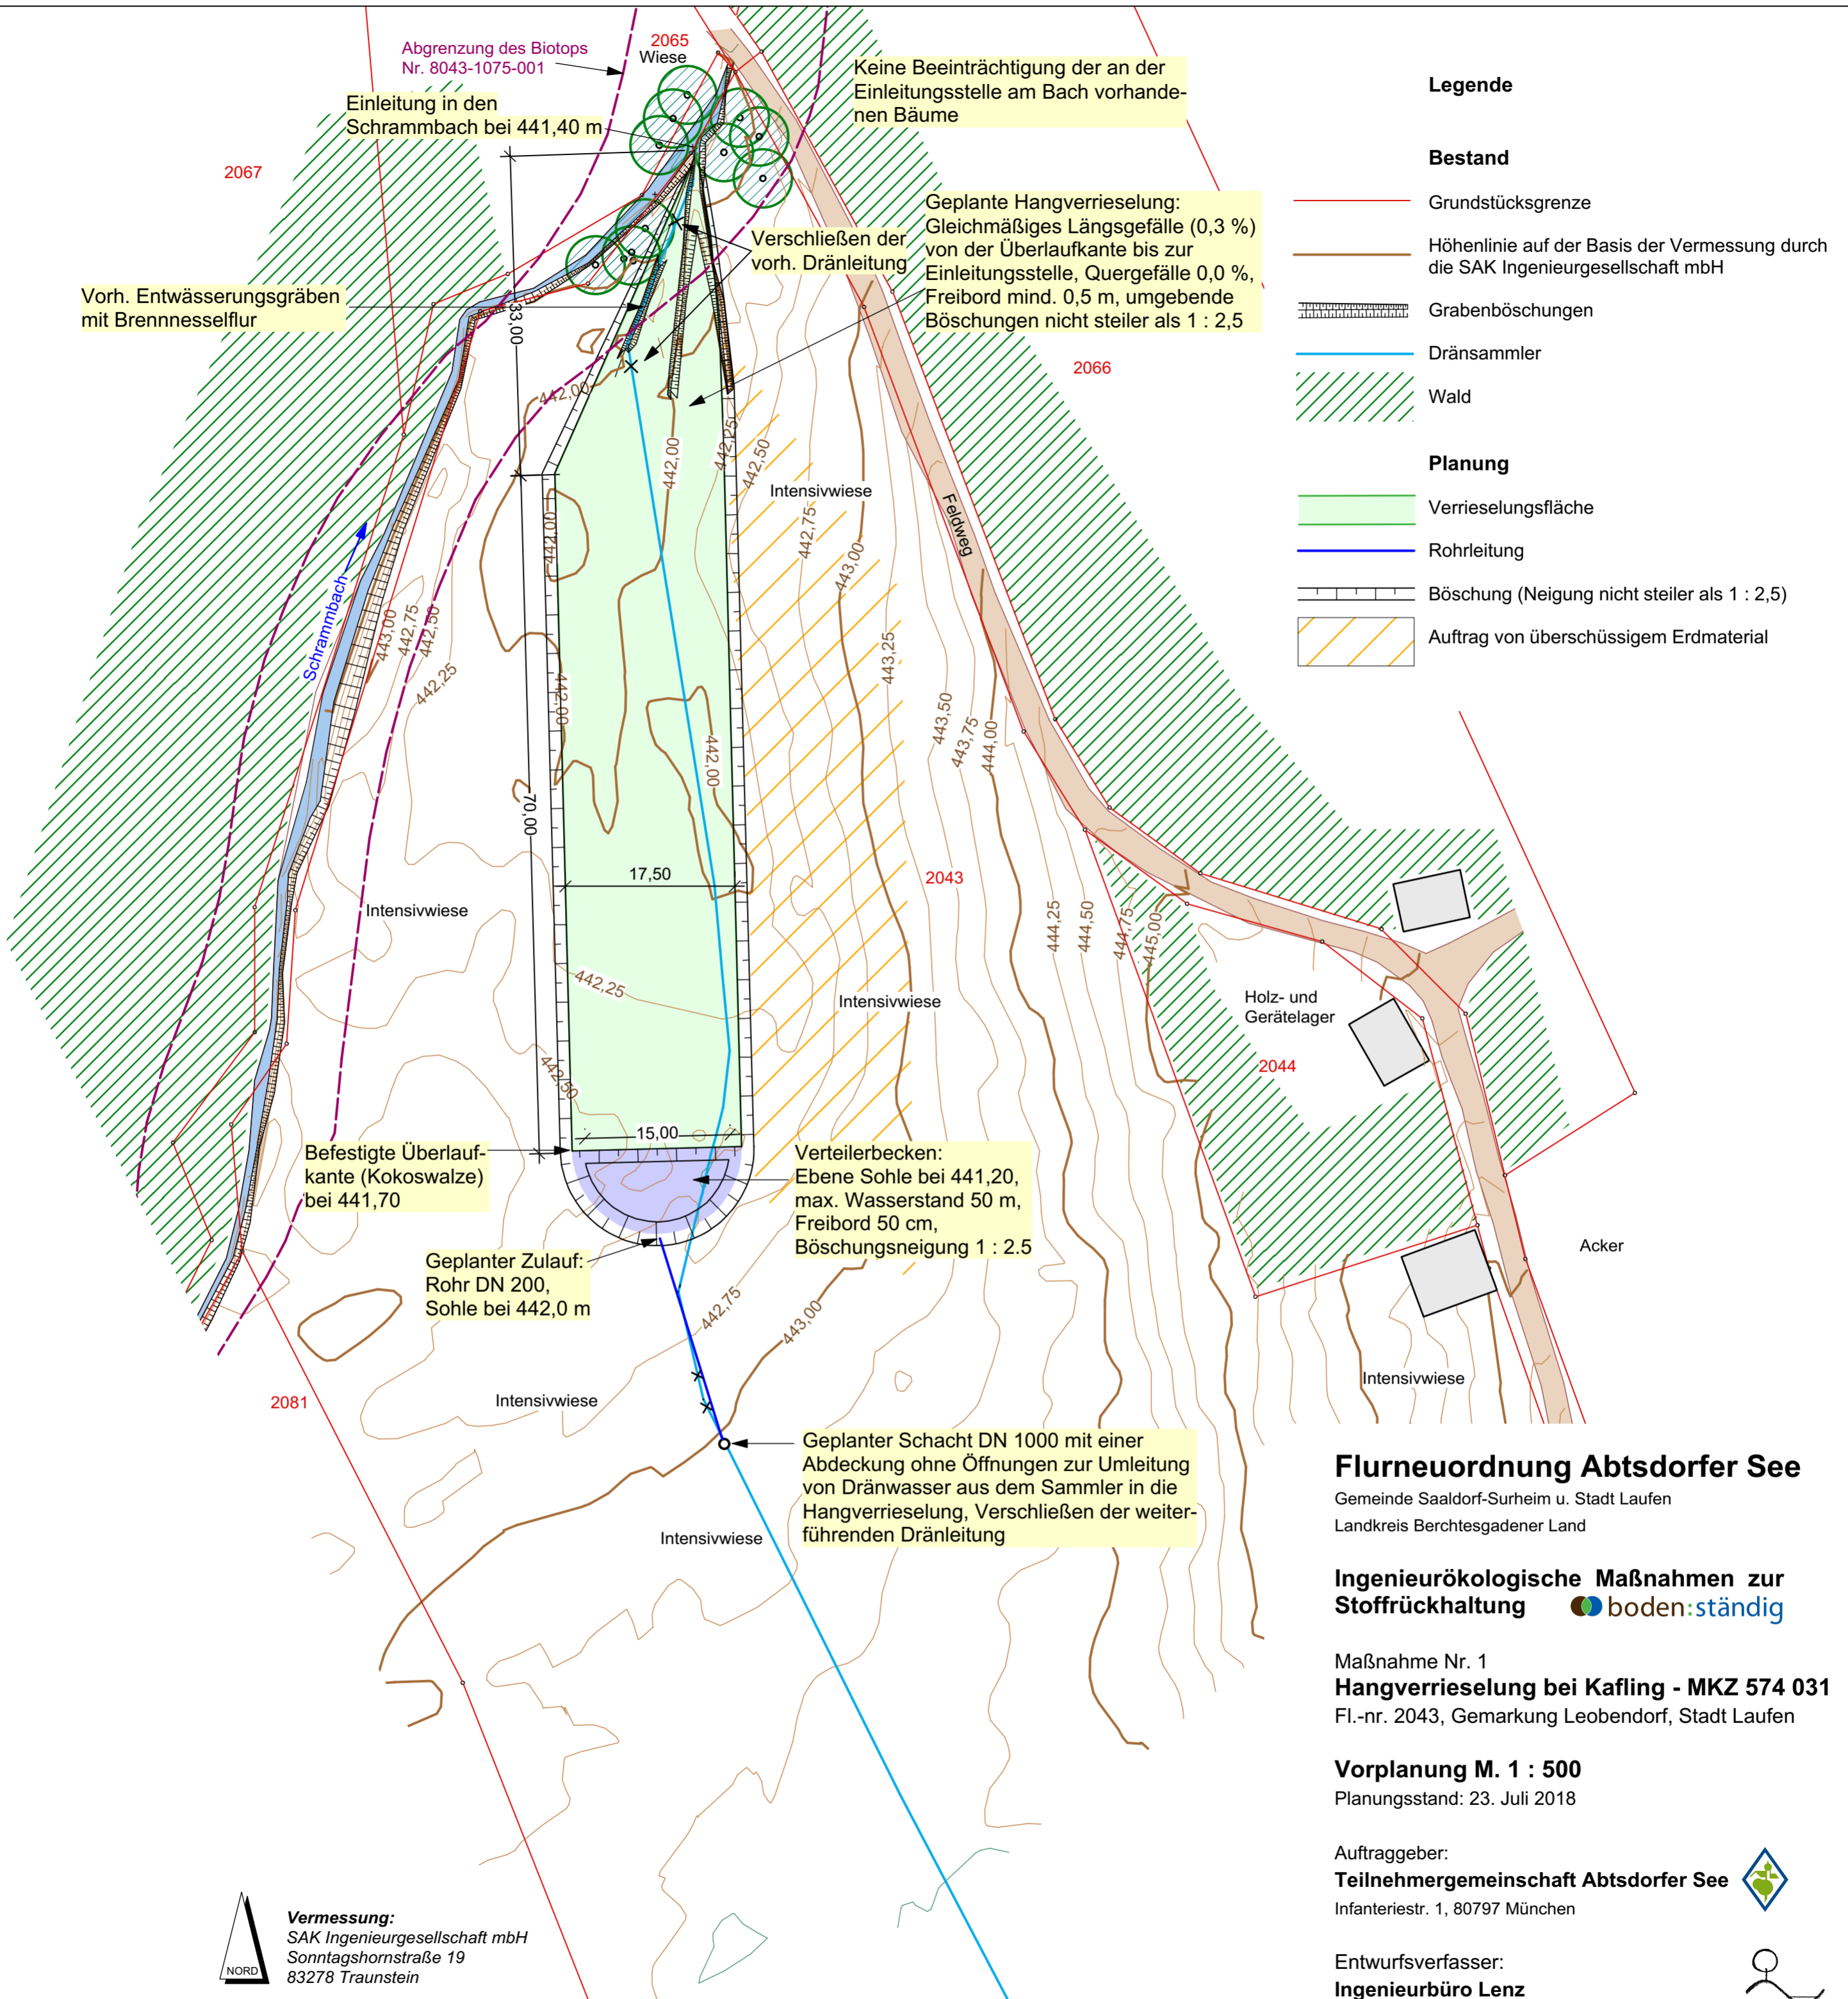 Abgrenzung des Biotops
Nr. 8043-1075-001
2065
Wiese
Keine Beeinträchtigung der an der
Einleitungsstelle am Bach vorhande-
nen Bäume
Einleitung in den
Schrammbach bei 441,40 m
2067
Geplante Hangverrieselung:
Gleichmäßiges Längsgefälle (0,3 %)
von der Überlaufkante bis zur
Einleitungsstelle, Quergefälle 0,0 %,
Freibord mind. 0,5 m, umgebende
Böschungen nicht steiler als 1 : 2,5
Verschließen der
vorh. Dränleitung
Vorh. Entwässerungsgräben
mit Brennnesselflur
33,00
2066
442,00
442,00
442,25
442,50
Intensivwiese
442,00
442,75
443,00
Feldweg
Schrammbach
443,00
442,75
442,50
442,25
442,00
443,25
443,50
443,75
444,00
442,00
70,00
17,50
2043
Intensivwiese
444,25
444,50
444,75
445,00
442,25
Intensivwiese
Holz- und
Gerätelager
2044
442,50
15,00
Befestigte Überlauf-
kante (Kokoswalze)
bei 441,70
Verteilerbecken:
Ebene Sohle bei 441,20,
max. Wasserstand 50 m,
Freibord 50 cm,
Böschungsneigung 1 : 2.5
Geplanter Zulauf:
Rohr DN 200,
Sohle bei 442,0 m
Acker
442,75
443,00
2081
Intensivwiese
Intensivwiese
Geplanter Schacht DN 1000 mit einer
Abdeckung ohne Öffnungen zur Umleitung
von Dränwasser aus dem Sammler in die
Hangverrieselung, Verschließen der weiter-
führenden Dränleitung
Intensivwiese
NORD
Vermessung:
SAK Ingenieurgesellschaft mbH
Sonntagshornstraße 19
83278 Traunstein
Legende
Bestand
Grundstücksgrenze
Höhenlinie auf der Basis der Vermessung durch
die SAK Ingenieurgesellschaft mbH
Grabenböschungen
Dränsammler
Wald
Planung
Verrieselungsfläche
Rohrleitung
Böschung (Neigung nicht steiler als 1 : 2,5)
Auftrag von überschüssigem Erdmaterial
Flurneuordnung Abtsdorfer See
Gemeinde Saaldorf-Surheim u. Stadt Laufen
Landkreis Berchtesgadener Land
Ingenieurökologische Maßnahmen zur
Stoffrückhaltung boden:ständig
Maßnahme Nr. 1
Hangverrieselung bei Kafling - MKZ 574 031
Fl.-nr. 2043, Gemarkung Leobendorf, Stadt Laufen
Vorplanung M. 1 : 500
Planungsstand: 23. Juli 2018
Auftraggeber:
Teilnehmergemeinschaft Abtsdorfer See
Infanteriestr. 1, 80797 München
Entwurfsverfasser:
Ingenieurbüro Lenz